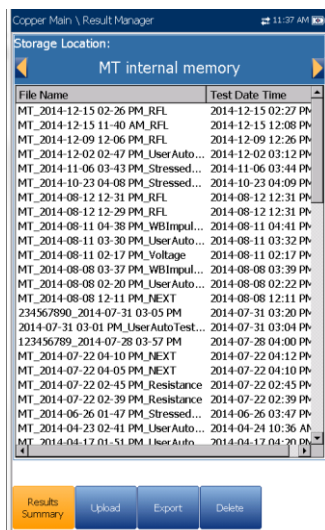 Copper Main \ Result Manager 11:37 AM
Storage Location:
MT internal memory
File Name Test Date Time
MT_2014-12-15 02-26 PM_RFL 2014-12-15 02:27 PM
MT_2014-12-15 11-40 AM_RFL 2014-12-15 12:08 PM
MT_2014-12-09 12-06 PM_RFL 2014-12-09 12:26 PM
MT_2014-12-02 02-47 PM_UserAuto... 2014-12-02 03:12 PM
MT_2014-11-06 03-43 PM_Stressed... 2014-11-06 03:44 PM
MT_2014-10-23 04-08 PM_Stressed... 2014-10-23 04:09 PM
MT_2014-08-12 12-31 PM_RFL 2014-08-12 12:31 PM
MT_2014-08-12 12-29 PM_RFL 2014-08-12 12:31 PM
MT_2014-08-11 04-38 PM_WBImpul... 2014-08-11 04:41 PM
MT_2014-08-11 03-30 PM_UserAuto... 2014-08-11 03:32 PM
MT_2014-08-11 02-17 PM_Voltage 2014-08-11 02:17 PM
MT_2014-08-08 03-37 PM_WBImpul... 2014-08-08 03:39 PM
MT_2014-08-08 02-20 PM_UserAuto... 2014-08-08 02:22 PM
MT_2014-08-08 12-11 PM_NEXT 2014-08-08 12:11 PM
234567890_2014-07-31 03-05 PM 2014-07-31 03:20 PM
2014-07-31 03-01 PM_UserAutoTest... 2014-07-31 03:04 PM
123456789_2014-07-28 03-57 PM 2014-07-28 04:00 PM
MT_2014-07-22 04-10 PM_NEXT 2014-07-22 04:12 PM
MT_2014-07-22 04-05 PM_NEXT 2014-07-22 04:10 PM
MT_2014-07-22 02-45 PM_Resistance 2014-07-22 02:45 PM
MT_2014-07-22 02-39 PM_Resistance 2014-07-22 02:39 PM
MT_2014-06-26 01-47 PM_Stressed... 2014-06-26 03:47 PM
MT_2014-04-23 02-41 PM_UserAuto... 2014-04-24 10:36 AM
MT_2014-04-17 01-51 PM_UserAuto... 2014-04-17 04:20 PM
Results Summary
Upload
Export
Delete